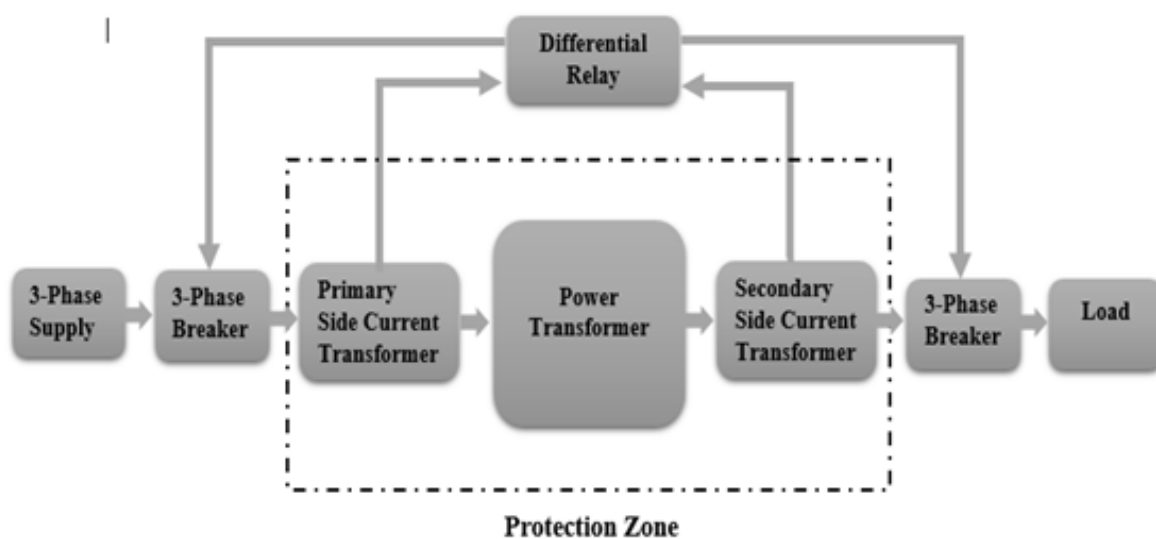 Differential
Relay
3-Phase
Supply
3-Phase
Breaker
Primary
Side Current
Transformer
Power
Transformer
Secondary
Side Current
Transformer
3-Phase
Breaker
Load
Protection Zone